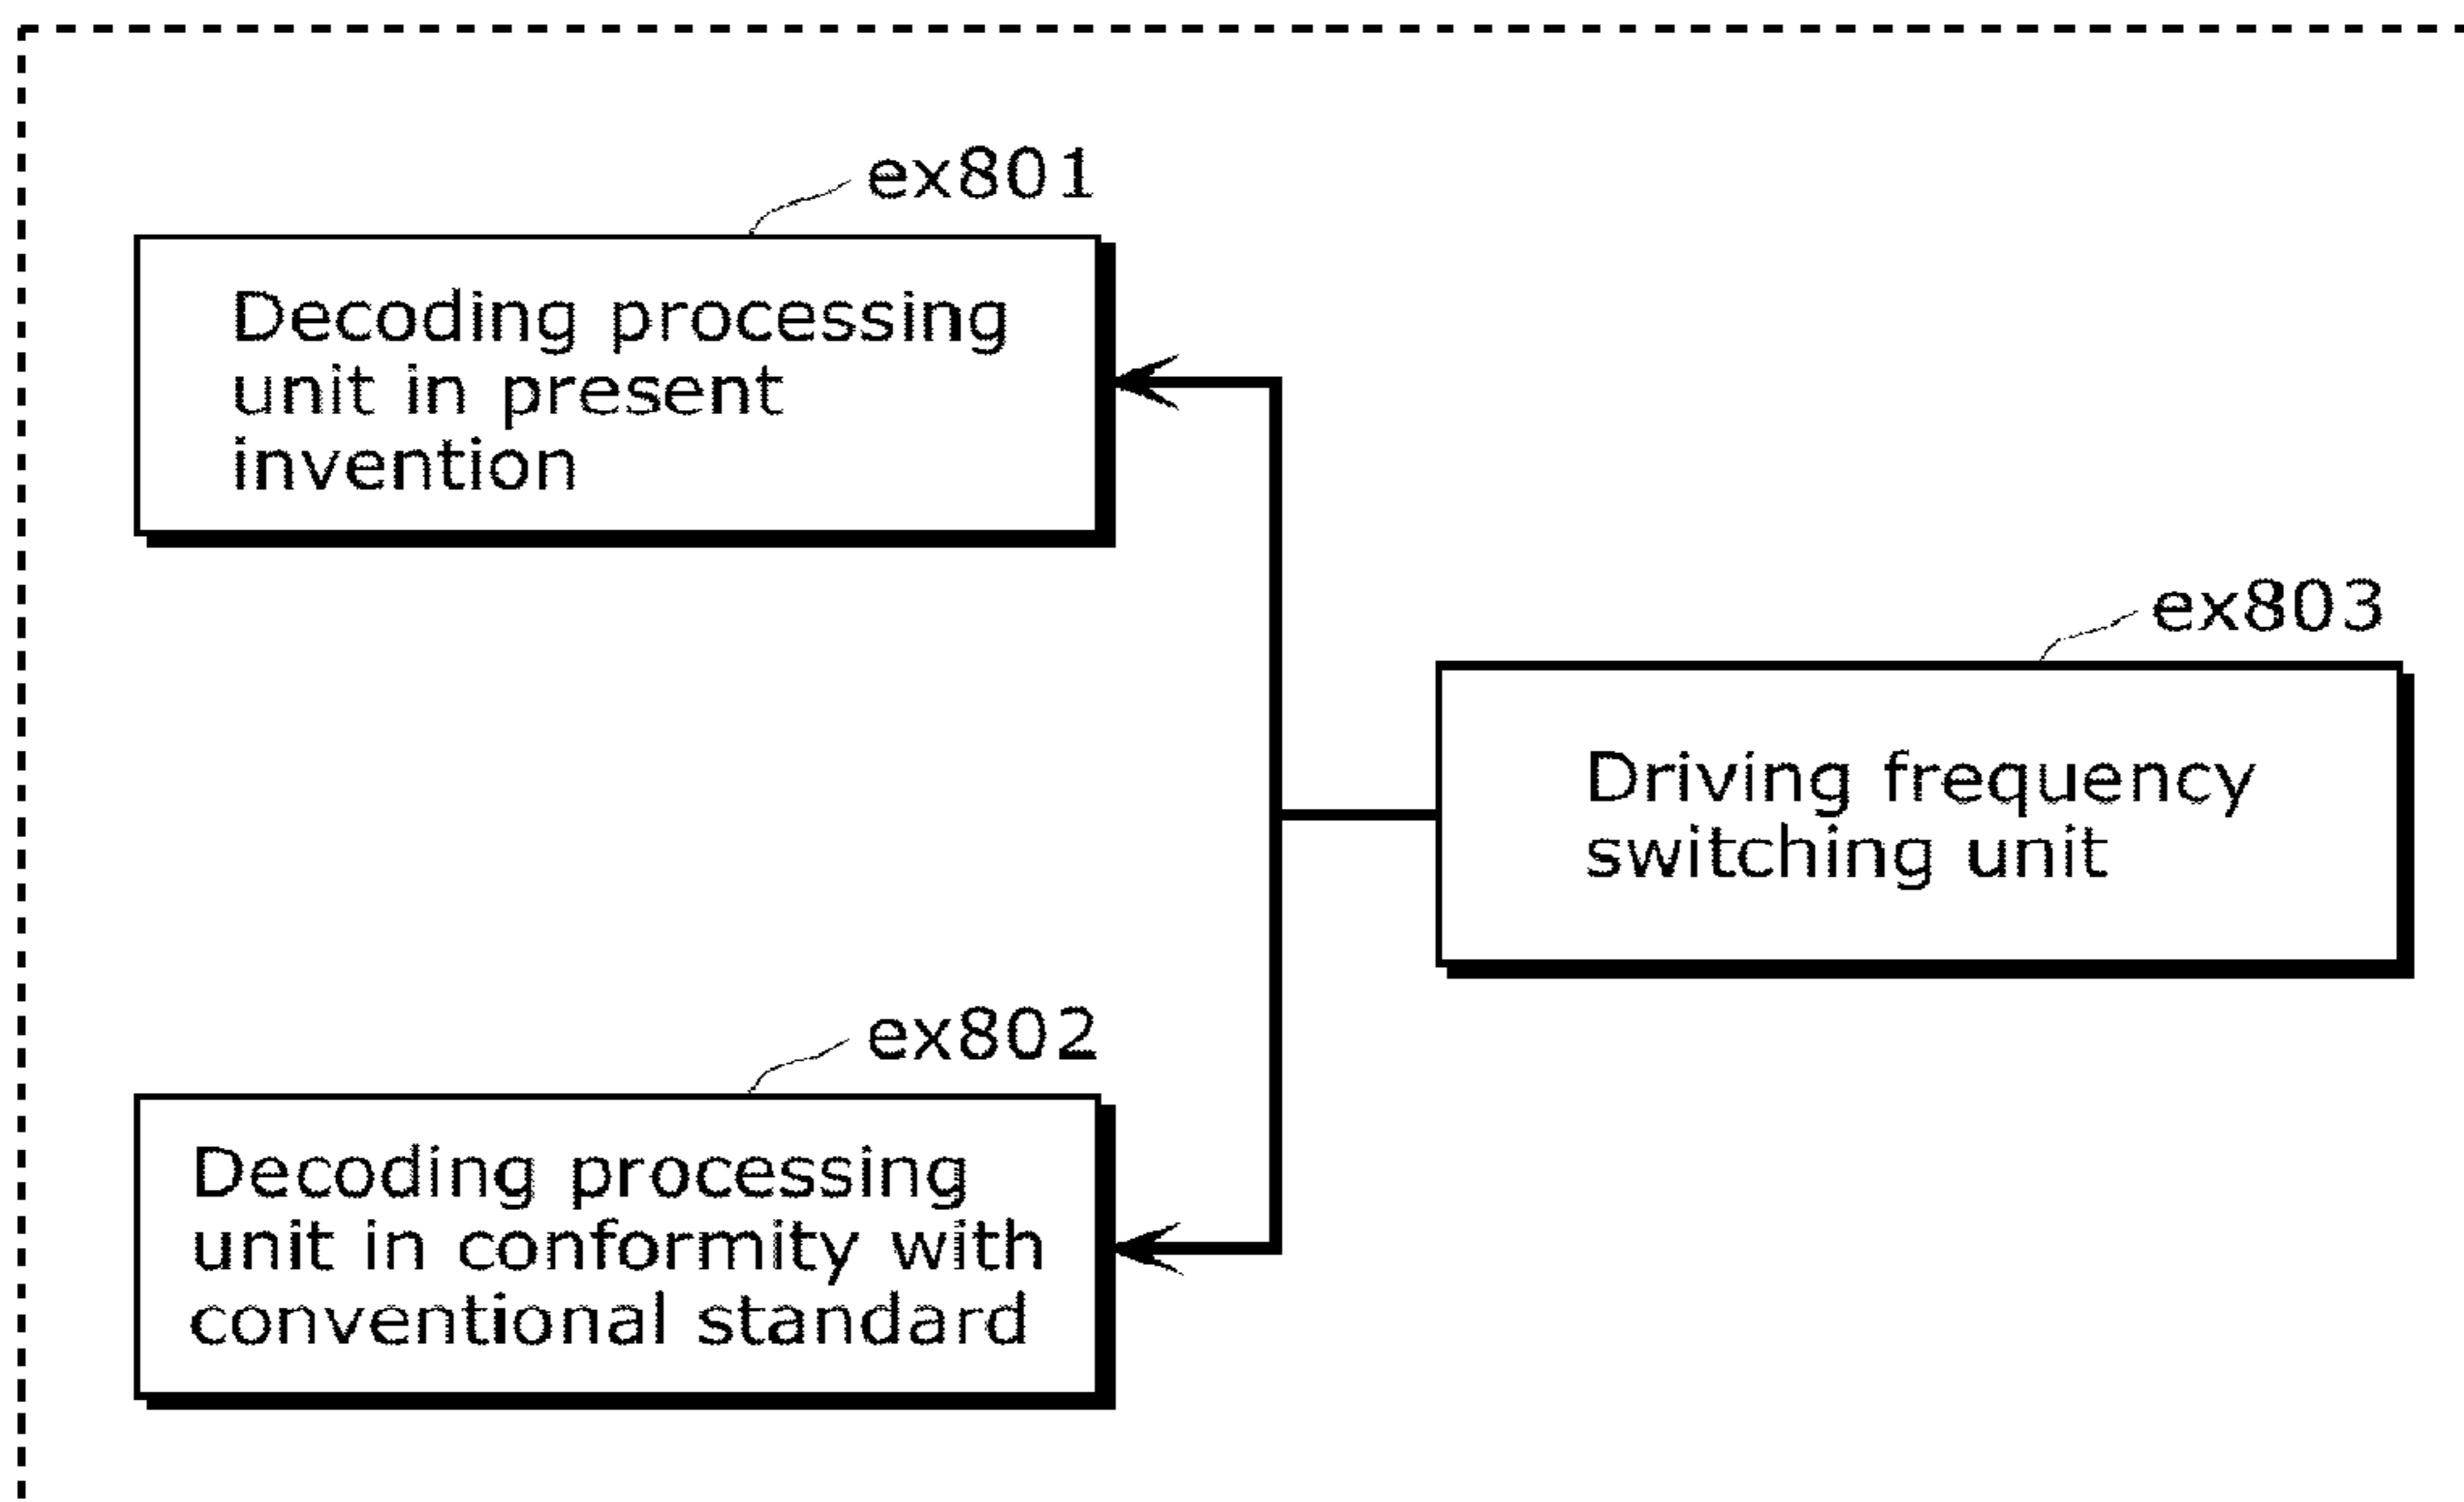 ex801
Decoding processing
unit in present
invention
ex803
Driving frequency
switching unit
ex802
Decoding processing
unit in conformity with
conventional standard